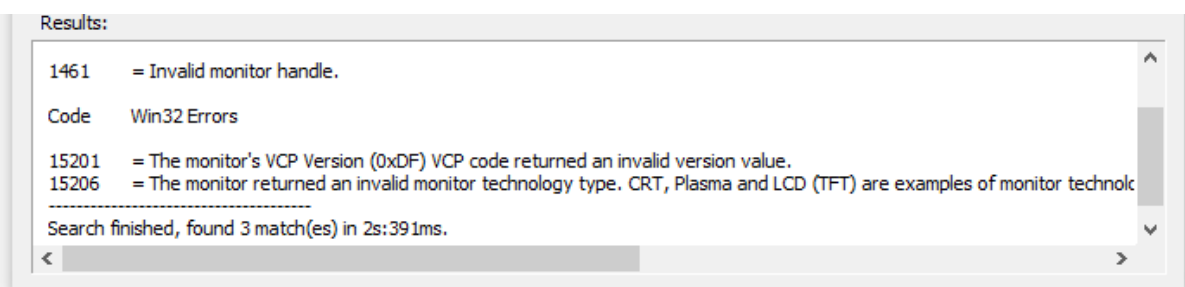 Results:
1461 = Invalid monitor handle.
Code Win32 Errors
15201 = The monitor's VCP Version (0xDF) VCP code returned an invalid version value.
15206 = The monitor returned an invalid monitor technology type. CRT, Plasma and LCD (TFT) are examples of monitor technolc
--------------------------------------
Search finished, found 3 match(es) in 2s:391ms.